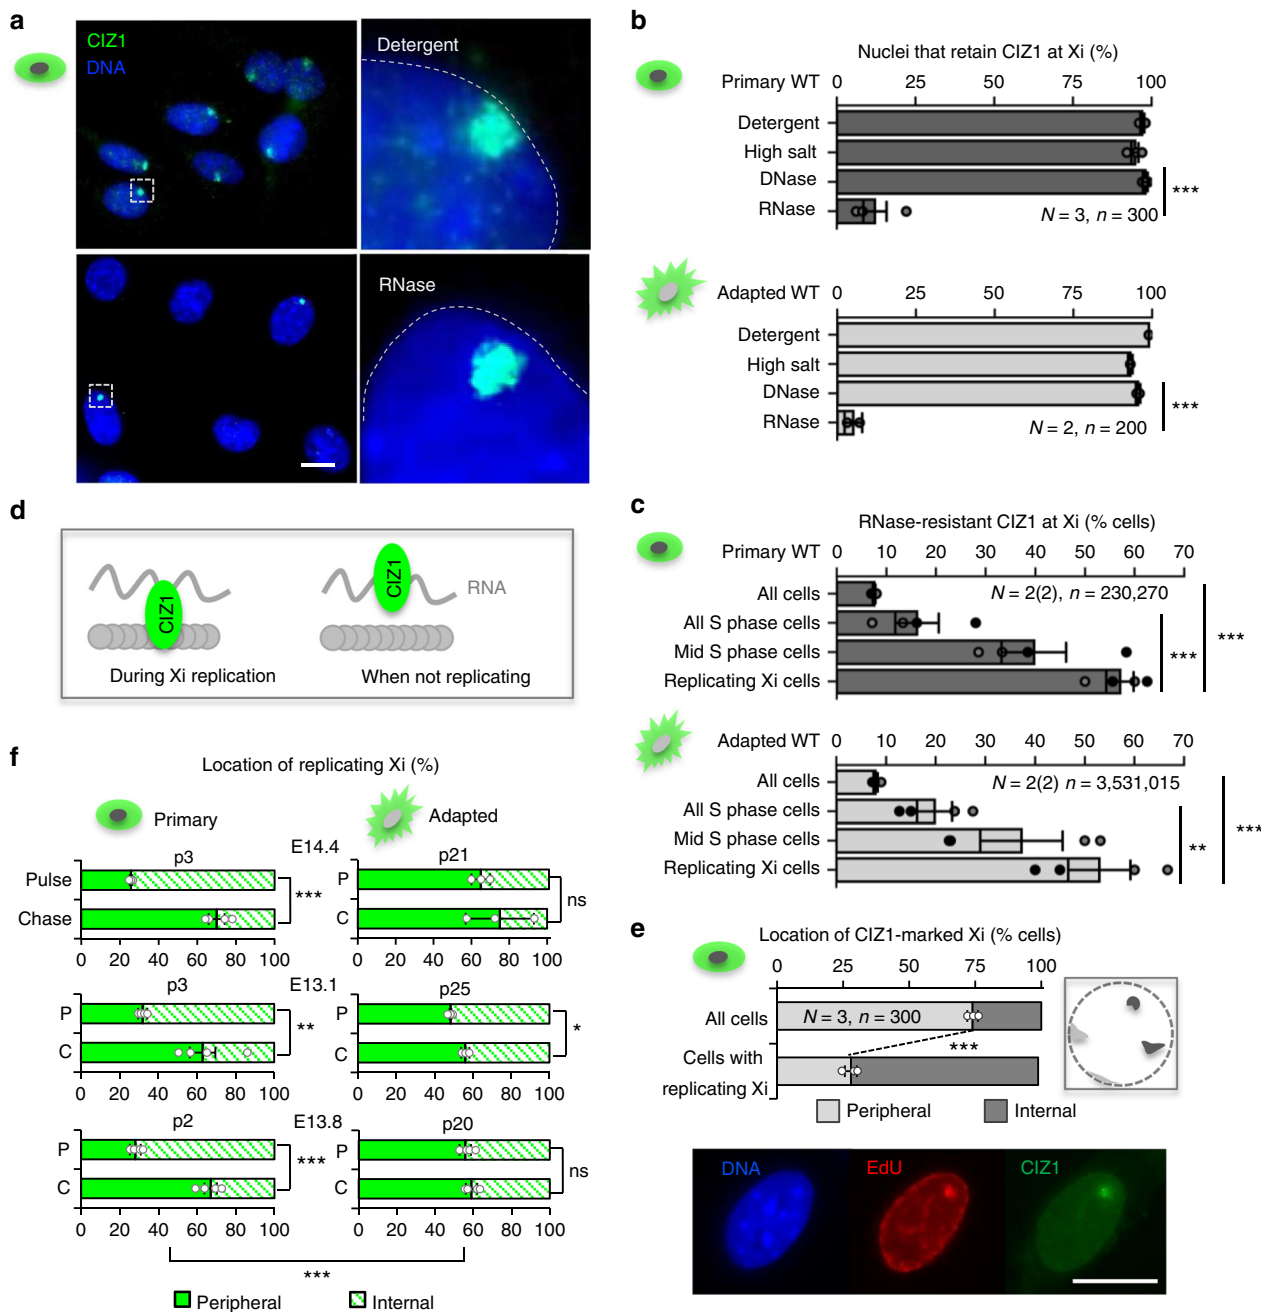 a
CIZ1
DNA
Detergent
RNase
b
Nuclei that retain CIZ1 at Xi (%)
Primary WT
0 25 50 75 100
Detergent
High salt
DNase
RNase
***
N = 3, n = 300
Adapted WT
0 25 50 75 100
Detergent
High salt
DNase
RNase
***
N = 2, n = 200
c
RNase-resistant CIZ1 at Xi (% cells)
Primary WT
0 10 20 30 40 50 60 70
All cells
All S phase cells
Mid S phase cells
Replicating Xi cells
N = 2(2), n = 230,270
***
***
Adapted WT
0 10 20 30 40 50 60 70
All cells
All S phase cells
Mid S phase cells
Replicating Xi cells
N = 2(2) n = 3,531,015
**
***
d
CIZ1
CIZ1
RNA
During Xi replication
When not replicating
e
Location of CIZ1-marked Xi (% cells)
0 25 50 75 100
All cells
N = 3, n = 300
***
Cells with
replicating Xi
Peripheral
Internal
DNA
EdU
CIZ1
f
Location of replicating Xi (%)
Primary
Adapted
E14.4
p3
p21
Pulse
Chase
***
P
C
ns
0 20 40 60 80 100
0 20 40 60 80 100
E13.1
p3
p25
P
C
**
*
0 20 40 60 80 100
0 20 40 60 80 100
E13.8
p2
p20
P
C
***
P
C
ns
0 20 40 60 80 100
0 20 40 60 80 100
***
Peripheral
Internal